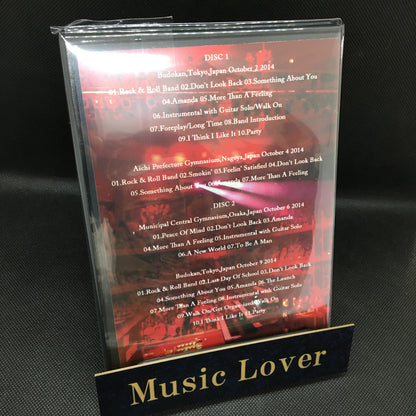 DISC 1
Budokan,Tokyo,Japan October 2 2014
01.Rock & Roll Band 02.Don't Look Back 03.Something About You
04.Amanda 05.More Than A Feeling
06.Instrumental with Guitar Solo/Walk On
07.Foreplay/Long Time 08.Band Introduction
09.I Think I Like It 10.Party
Aichi Prefecture Gymnasium,Nagoya,Japan October 4 2014
01.Rock & Roll Band 02.Smokin' 03.Feelin' Satisfied 04.Don't Look Back
05.Something About You 06.Amanda 07.More Than A Feeling
DISC 2
Municipal Central Gymnasium,Osaka,Japan October 6 2014
01.Peace Of Mind 02.Don't Look Back 03.Amanda
04.More Than A Feeling 05.Instrumental with Guitar Solo
06.A New World 07.To Be A Man
Budokan,Tokyo,Japan October 9 2014
01.Rock & Roll Band 02.Last Day Of School 03.Don't Look Back
04.Something About You 05.Amanda 06.The Launch
07.More Than A Feeling 08.Instrumental with Guitar Solo
09.Walk On/Get Organized/Walk On
10.I Think I Like It 11.Party
Music Lover